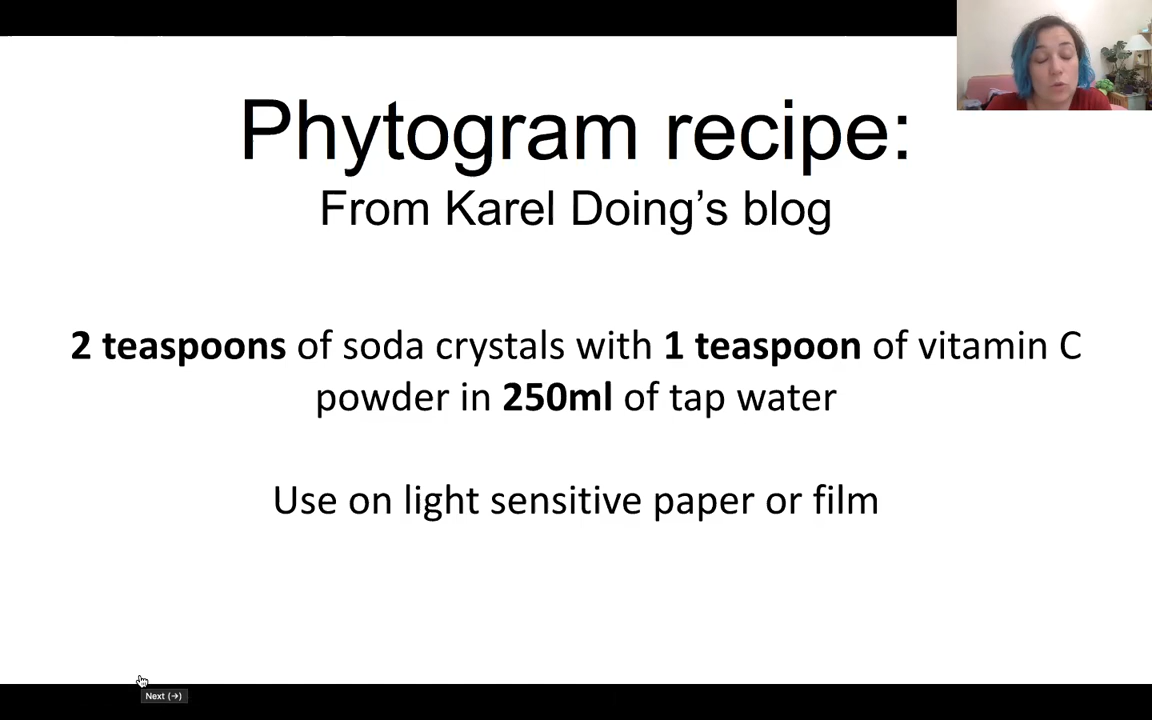 Phytogram recipe:
From Karel Doing’s blog
2 teaspoons of soda crystals with 1 teaspoon of vitamin C
powder in 250ml of tap water
Use on light sensitive paper or film
Next (→)